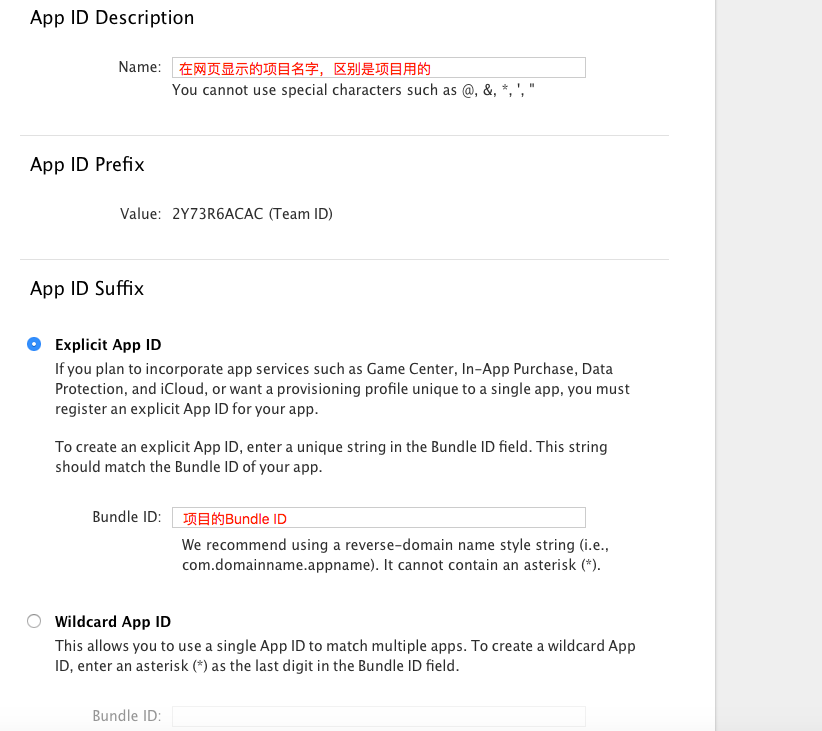 App ID Description
Name: 在网页显示的项目名字，区别是项目用的
You cannot use special characters such as @, &, *, ', "
App ID Prefix
Value: 2Y73R6ACAC (Team ID)
App ID Suffix
Explicit App ID
If you plan to incorporate app services such as Game Center, In-App Purchase, Data
Protection, and iCloud, or want a provisioning profile unique to a single app, you must
register an explicit App ID for your app.
To create an explicit App ID, enter a unique string in the Bundle ID field. This string
should match the Bundle ID of your app.
Bundle ID: 项目的Bundle ID
We recommend using a reverse-domain name style string (i.e.,
com.domainname.appname). It cannot contain an asterisk (*).
Wildcard App ID
This allows you to use a single App ID to match multiple apps. To create a wildcard App
ID, enter an asterisk (*) as the last digit in the Bundle ID field.
Bundle ID: